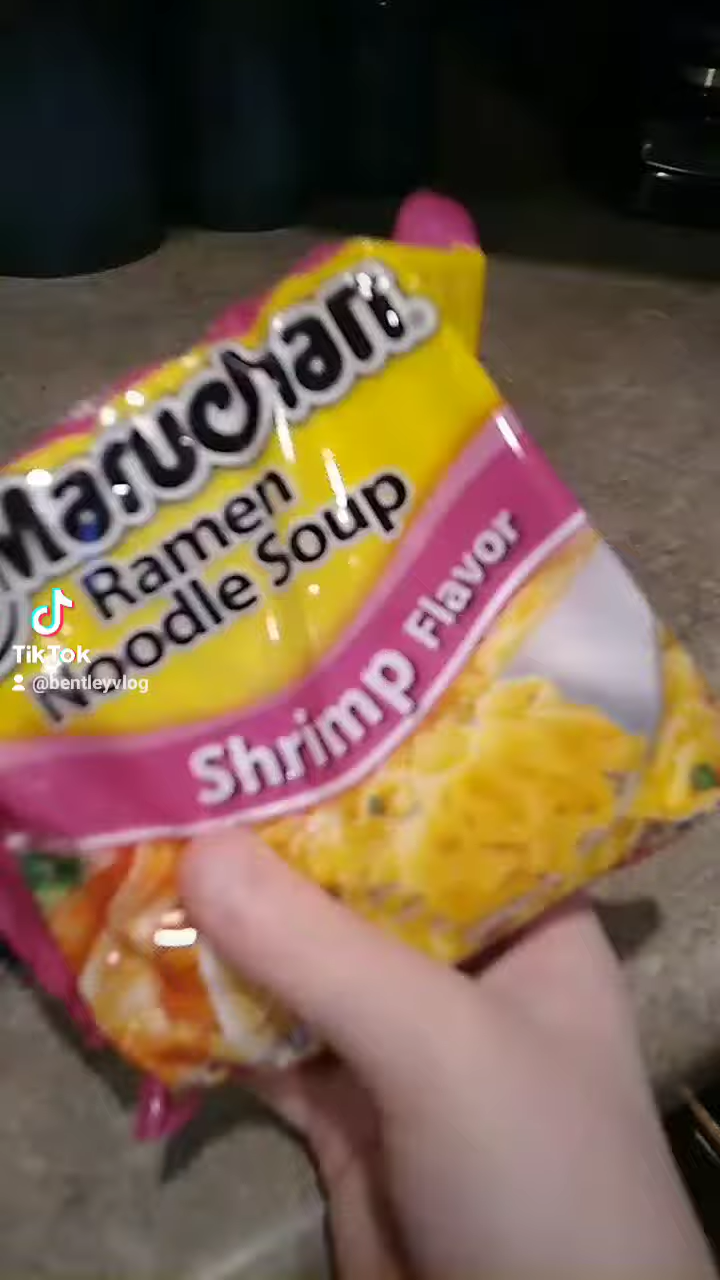 Maruchan®
Ramen
Noodle Soup
Shrimp Flavor
TikTok
@bentleyvlog